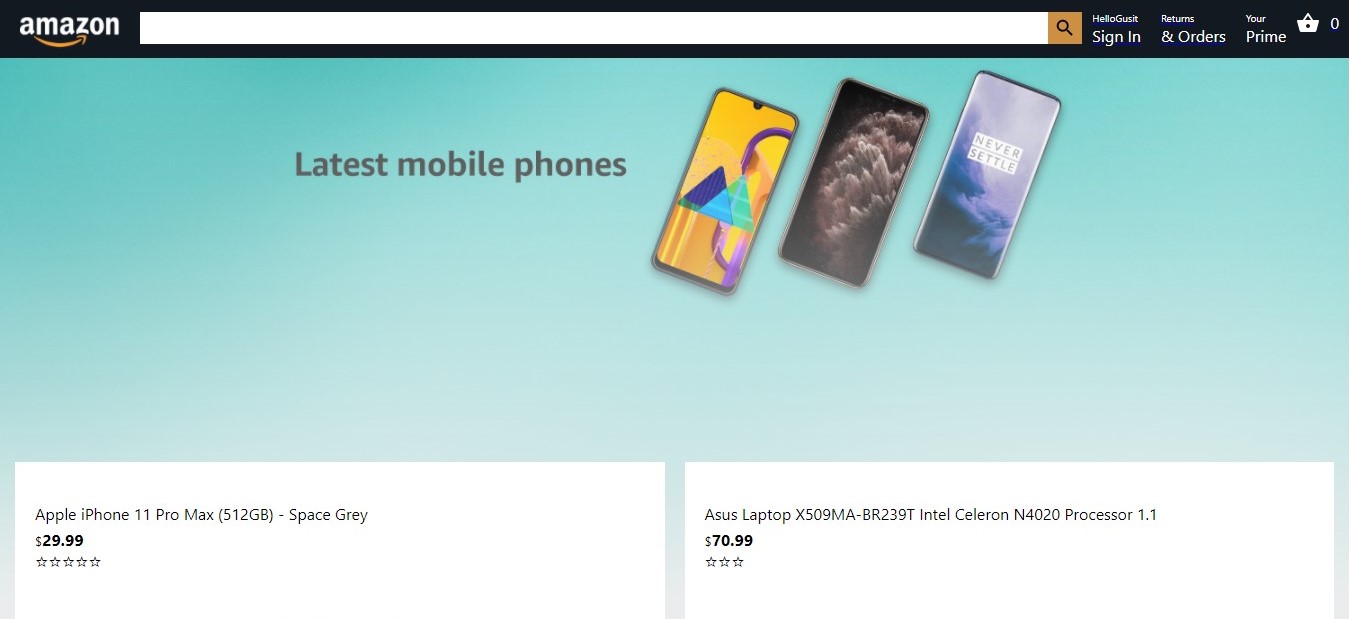 amazon
HelloGusit
Sign In
Returns
& Orders
Your
Prime
0
Latest mobile phones
NEVER
SETTLE
Apple iPhone 11 Pro Max (512GB) - Space Grey
$29.99
☆☆☆☆☆
Asus Laptop X509MA-BR239T Intel Celeron N4020 Processor 1.1
$70.99
☆☆☆